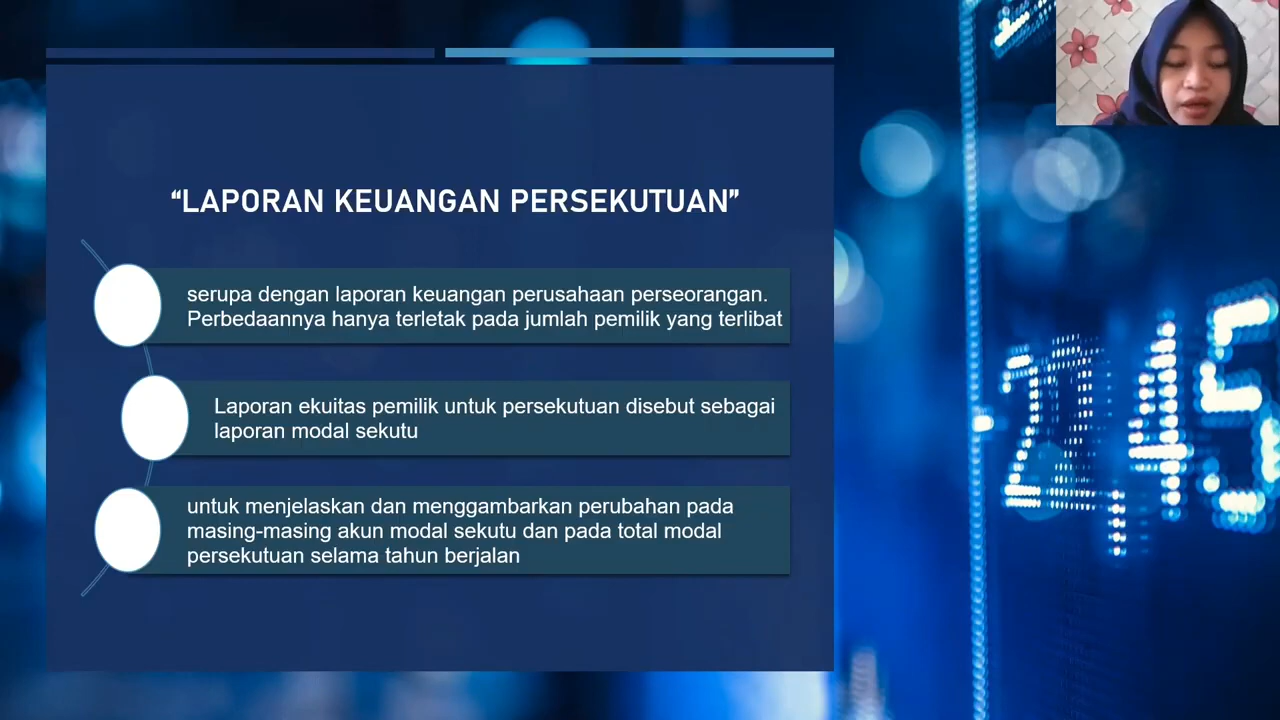 “LAPORAN KEUANGAN PERSEKUTUAN”
serupa dengan laporan keuangan perusahaan perseorangan.
Perbedaannya hanya terletak pada jumlah pemilik yang terlibat
Laporan ekuitas pemilik untuk persekutuan disebut sebagai
laporan modal sekutu
untuk menjelaskan dan menggambarkan perubahan pada
masing-masing akun modal sekutu dan pada total modal
persekutuan selama tahun berjalan